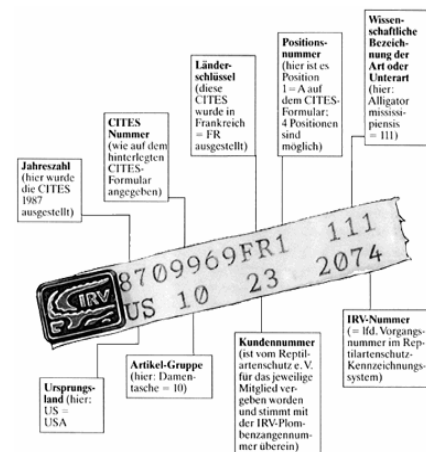 Wissen-
schaftliche
Bezeich-
nung der
Art oder
Unterart
(hier:
Alligator
mississi-
piensis
= 111)
Positions-
nummer
(hier ist es
Position
1 = A auf
dem CITES-
Formular;
4 Positionen
sind
möglich)
Länder-
schlüssel
(diese
CITES
wurde in
Frankreich
= FR
ausgestellt)
CITES
Nummer
(wie auf dem
hinterlegten
CITES-
Formular
angegeben)
Jahreszahl
(hier wurde
die CITES
1987
ausgestellt)
8709969FR1 111
IRV
US 10 23 2074
Ursprungs-
land (hier:
US =
USA
Artikel-Gruppe
(hier: Damen-
tasche = 10)
Kundennummer
(ist vom Reptil-
artenschutz e. V.
für das jeweilige
Mitglied ver-
geben worden
und stimmt mit
der IRV-Plom-
benzangennum-
mer überein)
IRV-Nummer
(= lfd. Vorgangs-
nummer im Rep-
tilartenschutz-
Kennzeichnungs-
system)